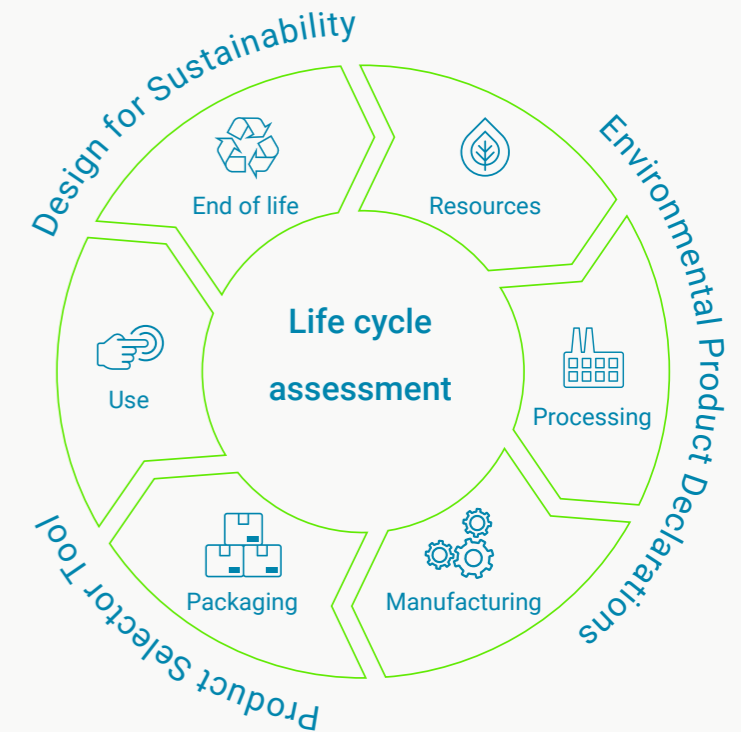 Design for Sustainability
Environmental Product Declarations
Product Selector Tool
End of life
Resources
Life cycle
assessment
Use
Processing
Packaging
Manufacturing